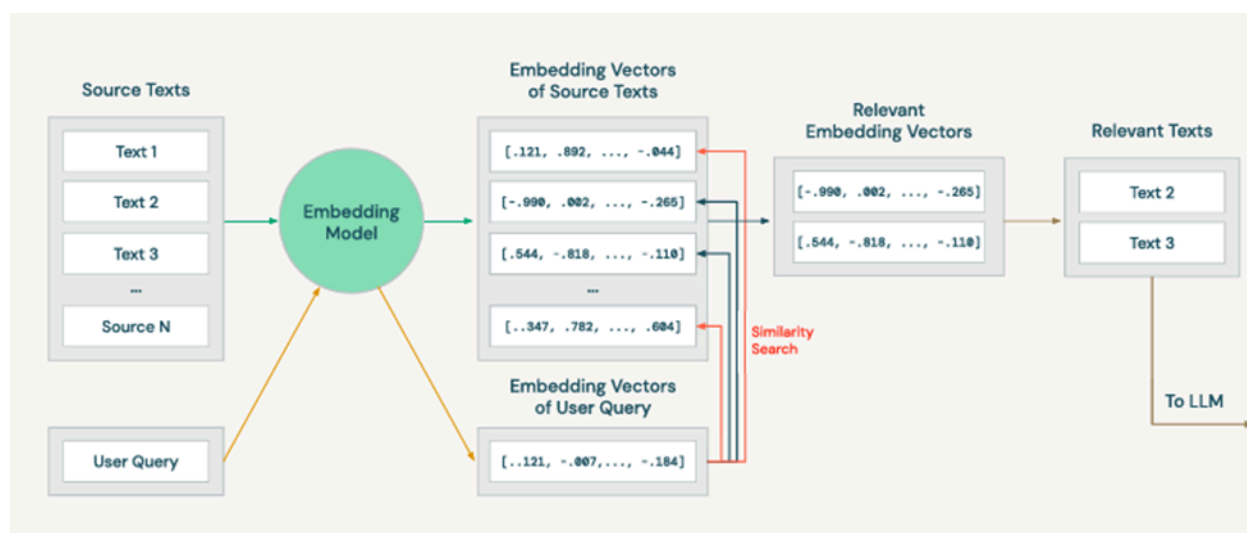 Source Texts
Text 1
Text 2
Text 3
...
Source N
User Query
Embedding
Model
Embedding Vectors
of Source Texts
[.121, .892, ..., -.044]
[-.990, .002, ..., -.265]
[.544, -.818, ..., -.110]
...
[..347, .782, ..., .604]
Similarity
Search
Embedding Vectors
of User Query
[..121, -.007,..., -.184]
Relevant
Embedding Vectors
[-.990, .002, ..., -.265]
[.544, -.818, ..., -.110]
Relevant Texts
Text 2
Text 3
To LLM